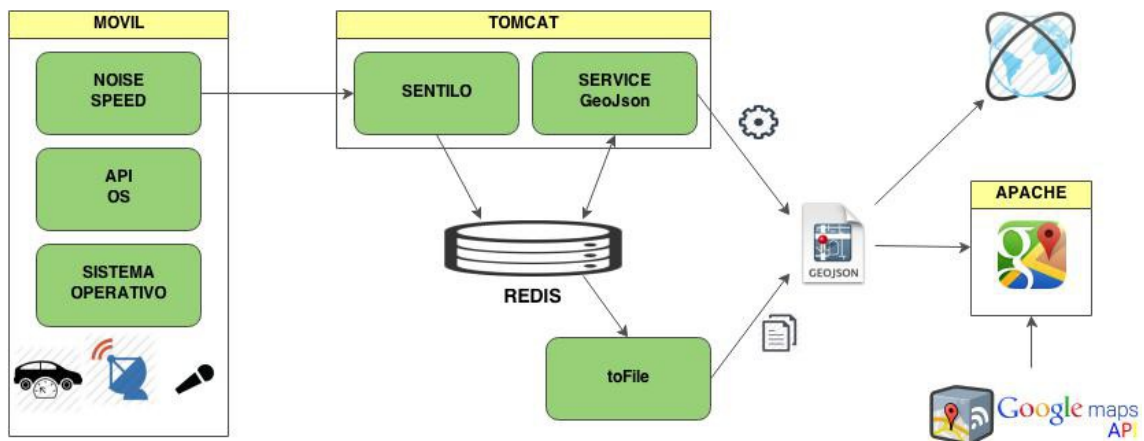 MOVIL
NOISE
SPEED
API
OS
SISTEMA
OPERATIVO
TOMCAT
SENTILO
SERVICE
GeoJson
REDIS
toFile
GEOJSON
APACHE
g
Google maps
API